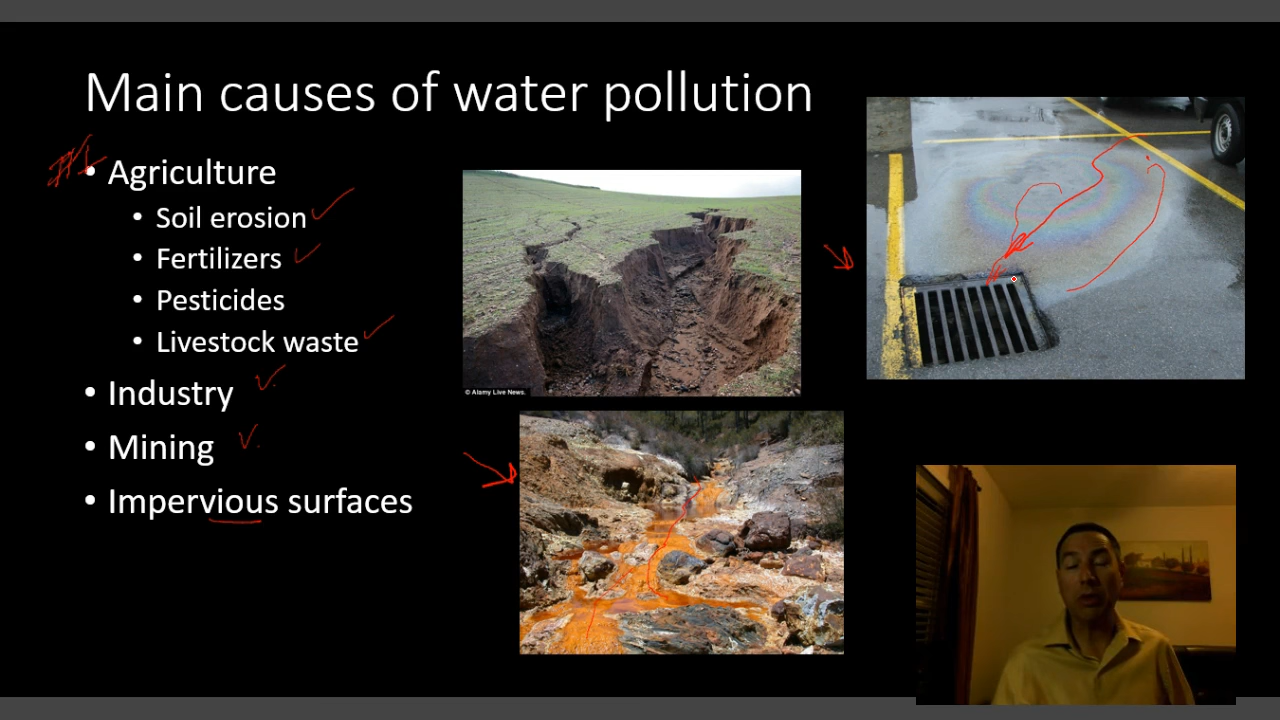 Main causes of water pollution
#1
• Agriculture
• Soil erosion
• Fertilizers
• Pesticides
• Livestock waste
• Industry
• Mining
• Impervious surfaces
© Alamy Live News.